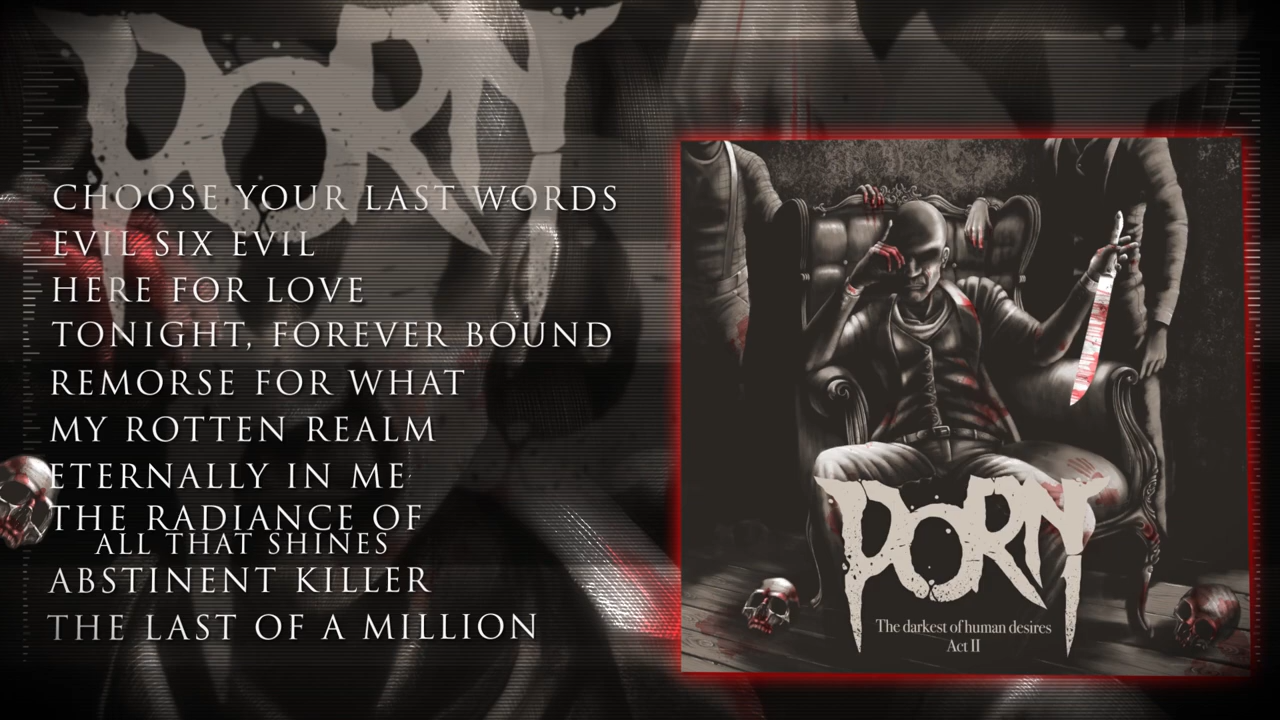 PORN
CHOOSE YOUR LAST WORDS
EVIL SIX EVIL
HERE FOR LOVE
TONIGHT, FOREVER BOUND
REMORSE FOR WHAT
MY ROTTEN REALM
ETERNALLY IN ME
THE RADIANCE OF
ALL THAT SHINES
ABSTINENT KILLER
THE LAST OF A MILLION
PORN
The darkest of human desires
Act II